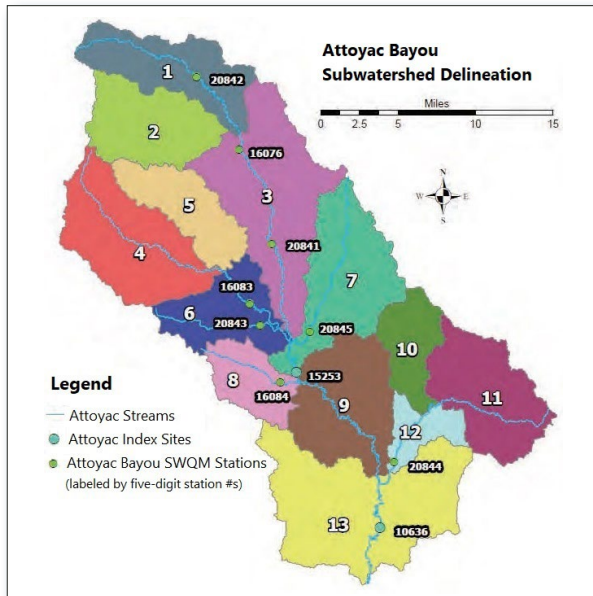 Attoyac Bayou
Subwatershed Delineation
Miles
0 2.5 5 10 15
N
W E
S
1
20842
2
16076
3
5
20841
4
7
16083
6
20843
20845
10
8
15253
16084
9
11
12
20844
13
10636
Legend
Attoyac Streams
Attoyac Index Sites
Attoyac Bayou SWQM Stations
(labeled by five-digit station #s)